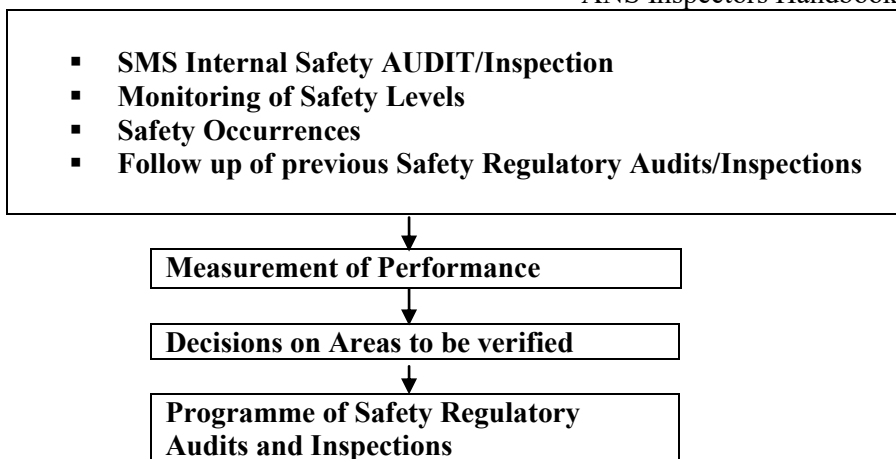 ANS Inspectors Handbook
▪ SMS Internal Safety AUDIT/Inspection
▪ Monitoring of Safety Levels
▪ Safety Occurrences
▪ Follow up of previous Safety Regulatory Audits/Inspections
Measurement of Performance
Decisions on Areas to be verified
Programme of Safety Regulatory
Audits and Inspections